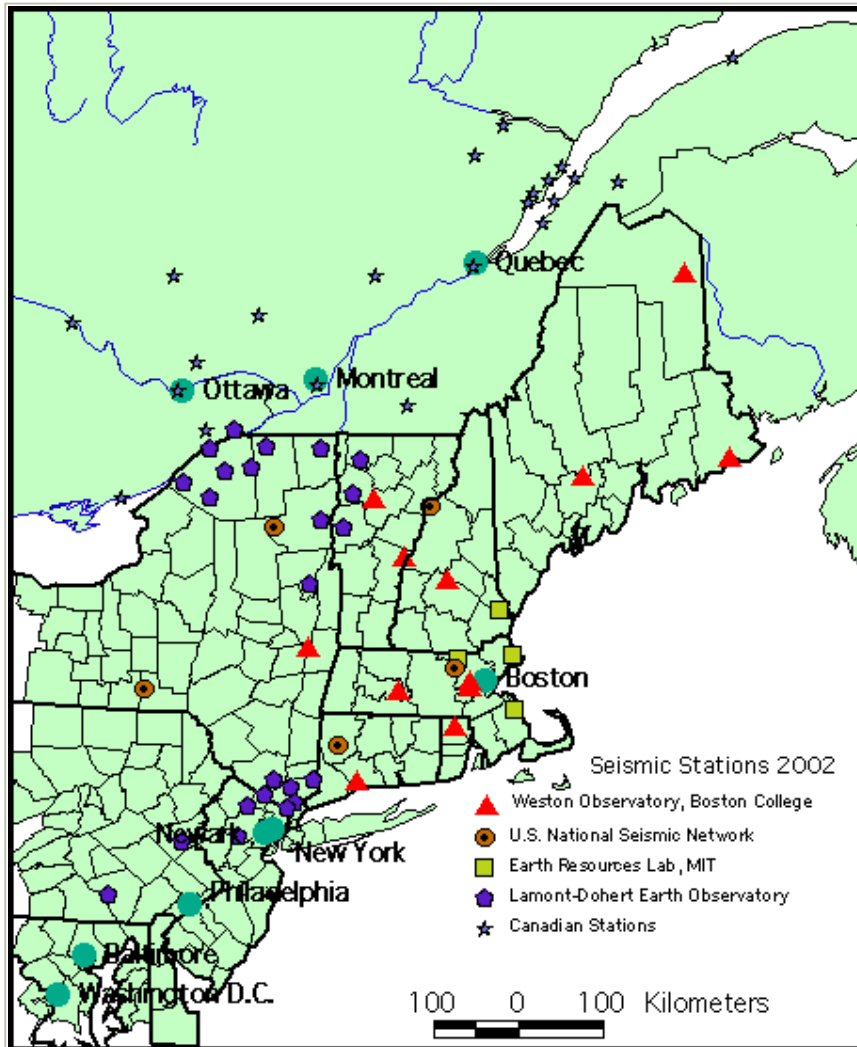 Quebec
Ottawa
Montreal
Boston
Seismic Stations 2002
Weston Observatory, Boston College
U.S. National Seismic Network
Earth Resources Lab, MIT
Lamont-Dohert Earth Observatory
Canadian Stations
Newark
New York
Philadelphia
Baltimore
Washington D.C.
100 0 100 Kilometers